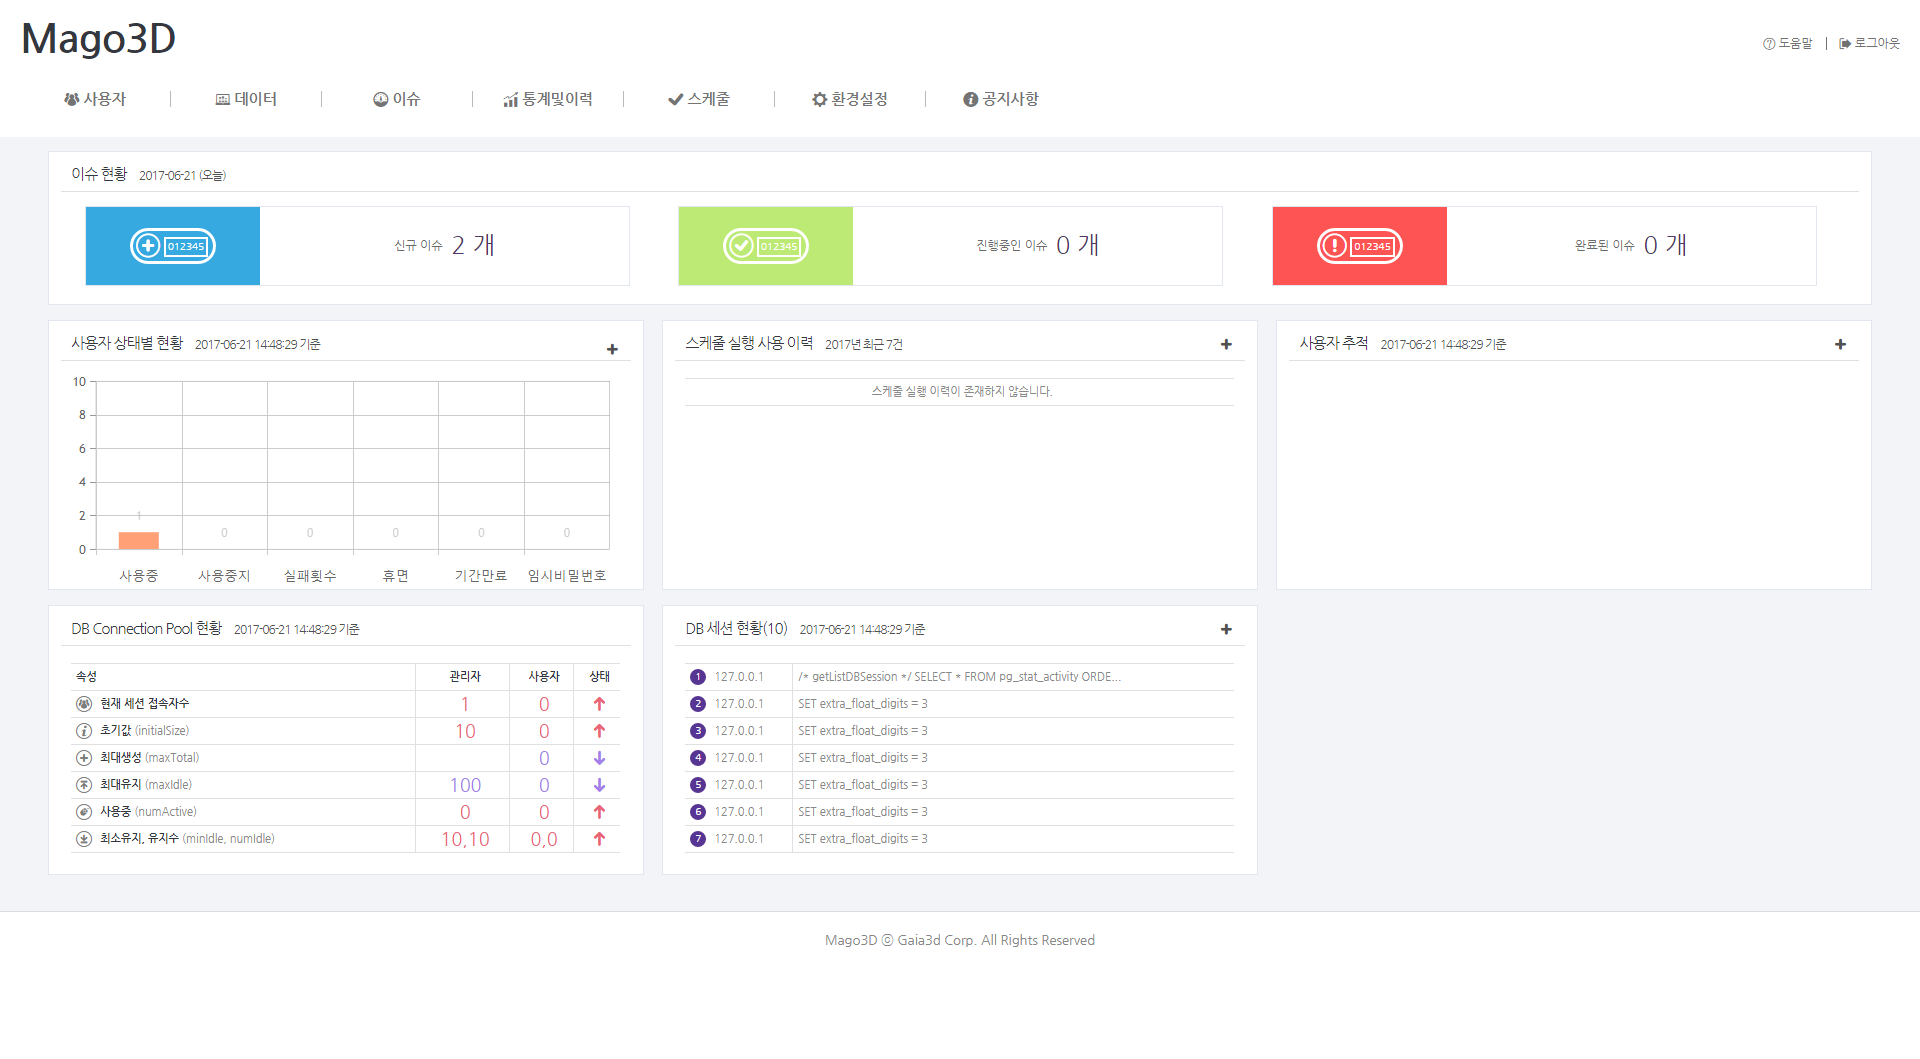 Mago3D
도움말 로그아웃
사용자 데이터 이슈 통계및이력 스케줄 환경설정 공지사항
이슈 현황 2017-06-21 (오늘)
012345 신규 이슈 2 개 012345 진행중인 이슈 0 개 012345 완료된 이슈 0 개
사용자 상태별 현황 2017-06-21 14:48:29 기준
10
8
6
4
2
0
1 0 0 0 0 0
사용중 사용중지 실패횟수 휴면 기간만료 임시비밀번호
스케줄 실행 사용 이력 2017년 최근 7건
스케줄 실행 이력이 존재하지 않습니다.
사용자 추적 2017-06-21 14:48:29 기준
DB Connection Pool 현황 2017-06-21 14:48:29 기준
속성 관리자 사용자 상태
현재 세션 접속자수 1 0
초기값 (initialSize) 10 0
최대생성 (maxTotal) 0
최대유지 (maxIdle) 100 0
사용중 (numActive) 0 0
최소유지, 유지수 (minIdle, numIdle) 10,10 0,0
DB 세션 현황(10) 2017-06-21 14:48:29 기준
1 127.0.0.1 /* getListDBSession */ SELECT * FROM pg_stat_activity ORDE...
2 127.0.0.1 SET extra_float_digits = 3
3 127.0.0.1 SET extra_float_digits = 3
4 127.0.0.1 SET extra_float_digits = 3
5 127.0.0.1 SET extra_float_digits = 3
6 127.0.0.1 SET extra_float_digits = 3
7 127.0.0.1 SET extra_float_digits = 3
Mago3D ⓒ Gaia3d Corp. All Rights Reserved